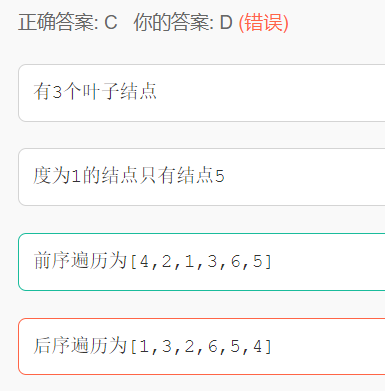 正确答案: C 你的答案: D (错误)
有3个叶子结点
度为1的结点只有结点5
前序遍历为[4,2,1,3,6,5]
后序遍历为[1,3,2,6,5,4]